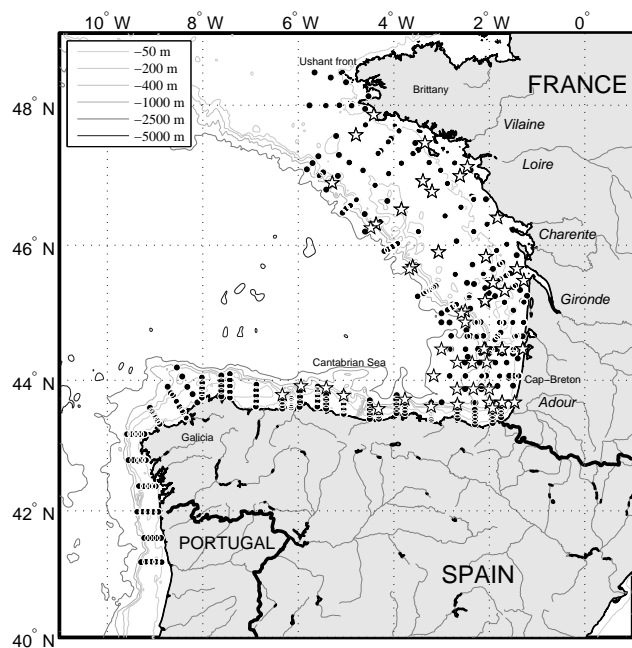 10° W 8° W 6° W 4° W 2° W 0°
−50 m
−200 m
−400 m
−1000 m
−2500 m
−5000 m
Ushant front
Brittany
FRANCE
48° N
Vilaine
Loire
Charente
46° N
Gironde
Cantabrian Sea
44° N
Cap−Breton
Adour
Galicia
42° N
PORTUGAL
SPAIN
40° N